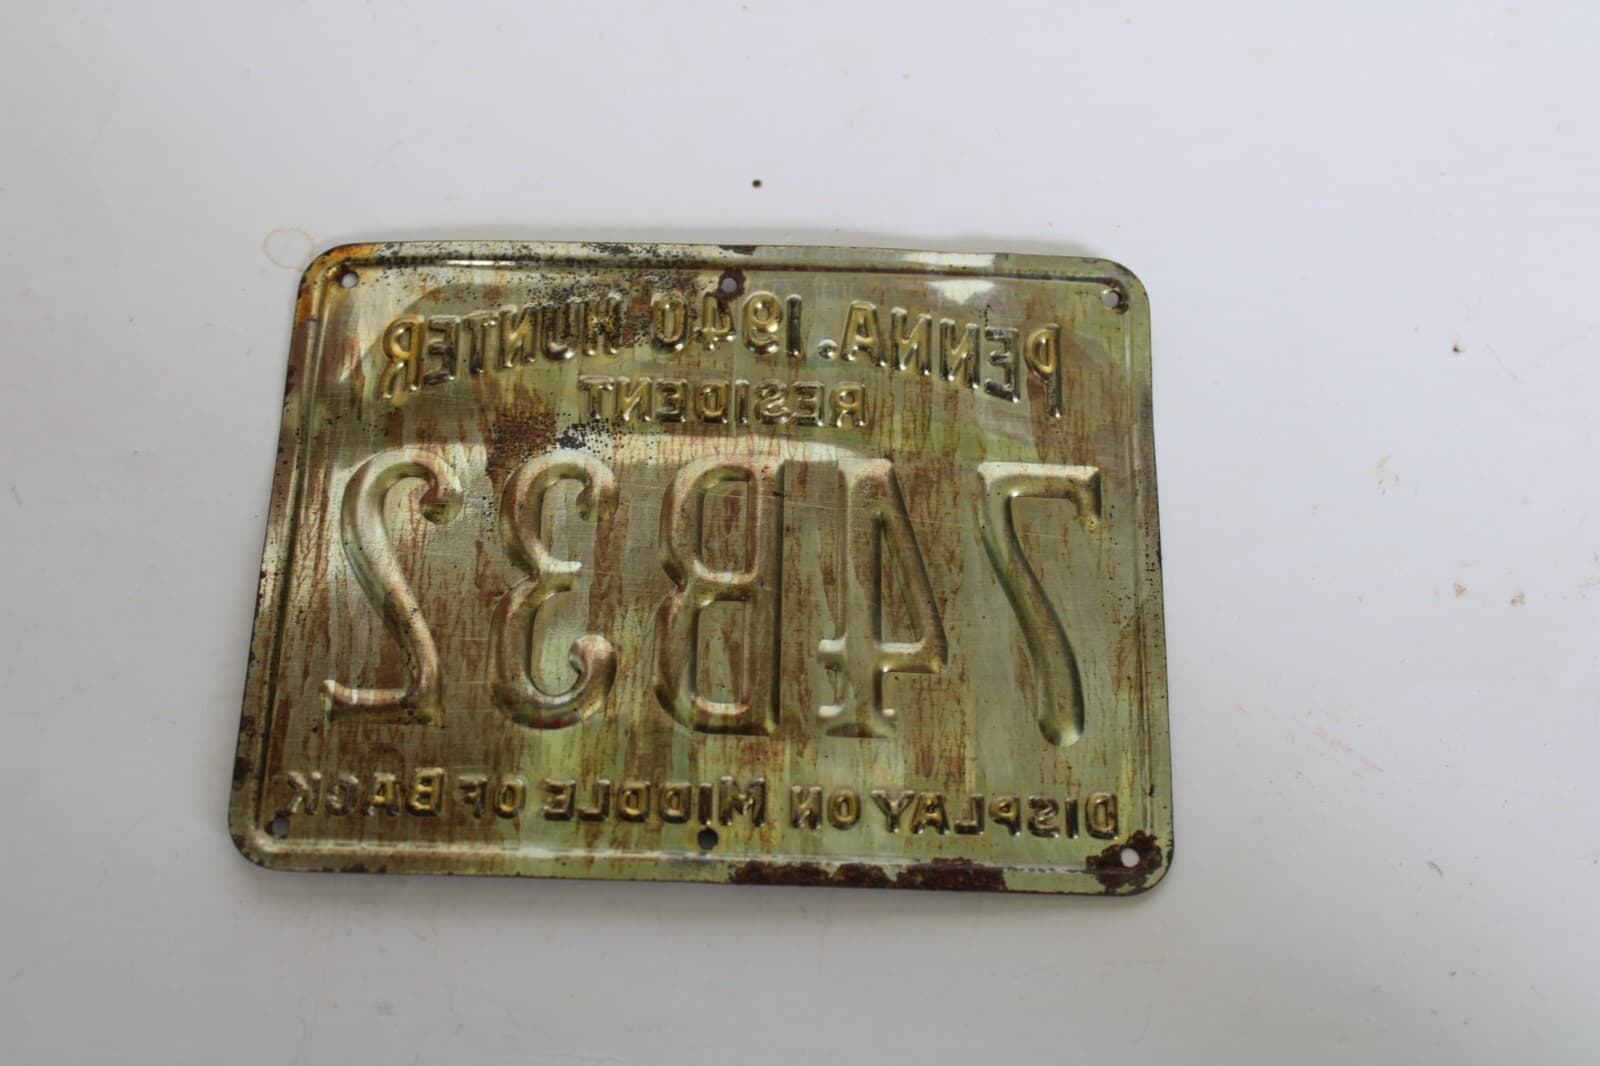 PENNA. 1940 HUNTER
RESIDENT
74B32
DISPLAY ON MIDDLE OF BACK